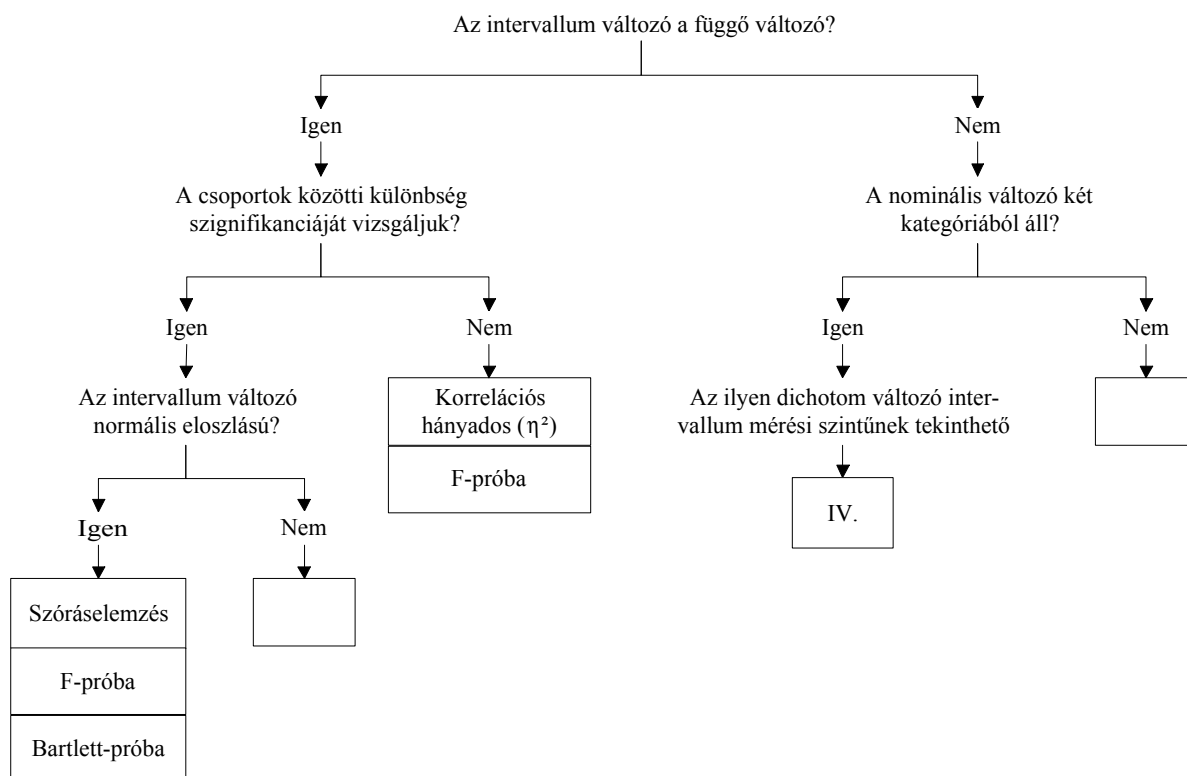 Az intervallum változó a függő változó?
Igen
Nem
A csoportok közötti különbség
szignifikanciáját vizsgáljuk?
A nominális változó két
kategóriából áll?
Igen
Nem
Igen
Nem
Az intervallum változó
normális eloszlású?
Korrelációs
hányados (η²)
F-próba
Az ilyen dichotom változó inter-
vallum mérési szintűnek tekinthető
IV.
Igen
Nem
Szóráselemzés
F-próba
Bartlett-próba